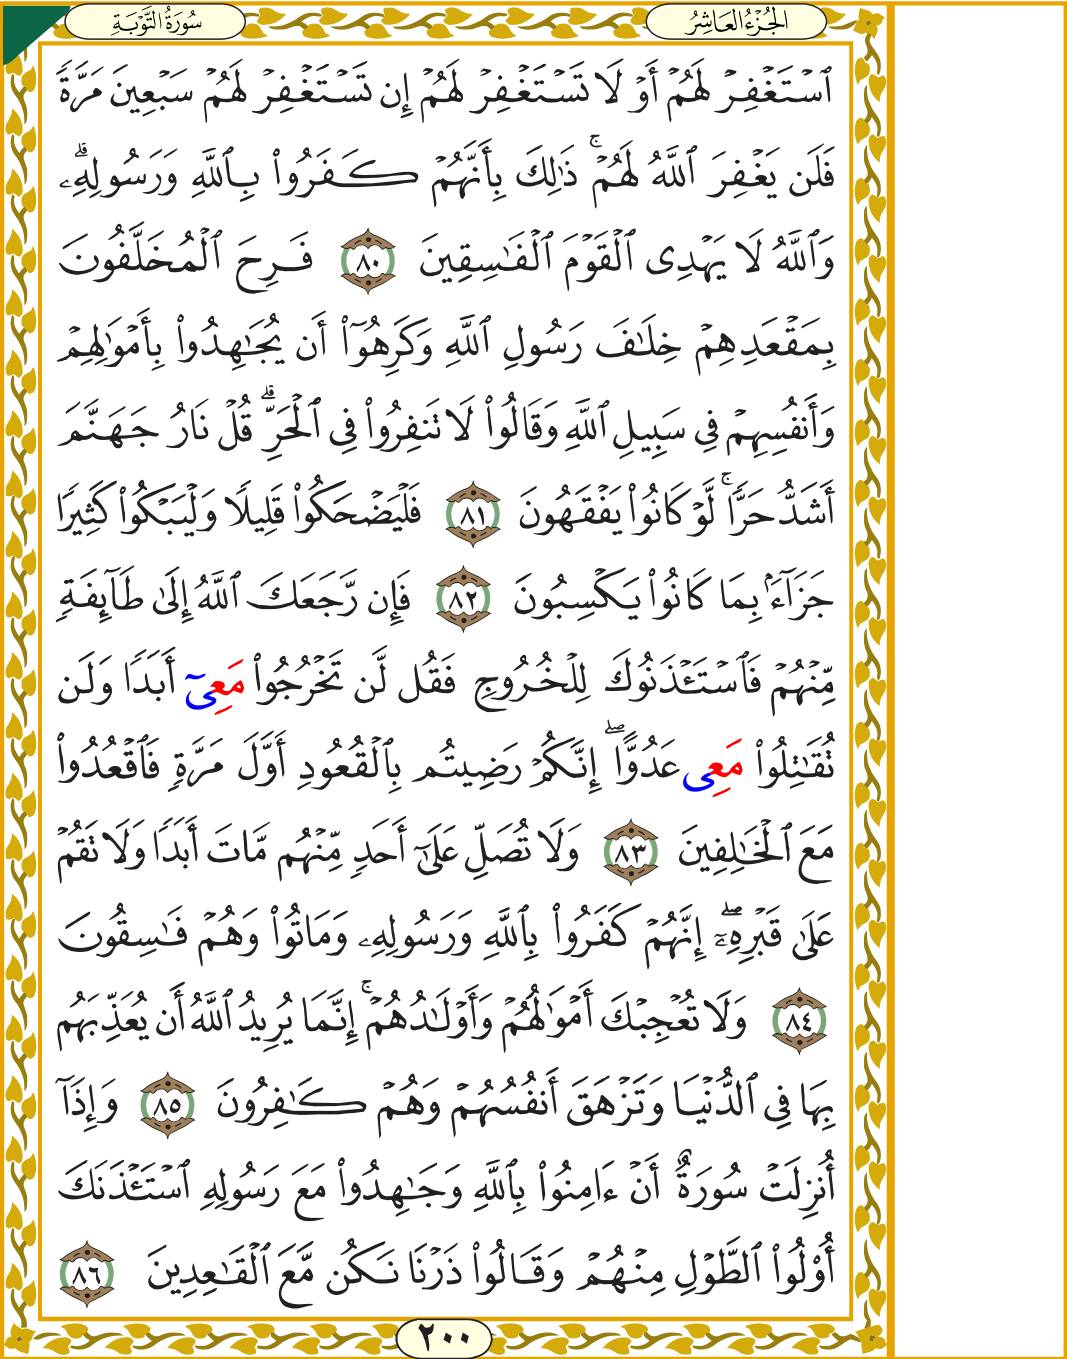 سُورَةُ التَّوْبَةِ
الجُزْءُ العَاشِرُ
ٱسْتَغْفِرْ لَهُمْ أَوْ لَا تَسْتَغْفِرْ لَهُمْ إِن تَسْتَغْفِرْ لَهُمْ سَبْعِينَ مَرَّةً
فَلَن يَغْفِرَ ٱللَّهُ لَهُمْ ۚ ذَٰلِكَ بِأَنَّهُمْ كَفَرُوا۟ بِٱللَّهِ وَرَسُولِهِۦ ۗ
وَٱللَّهُ لَا يَهْدِى ٱلْقَوْمَ ٱلْفَـٰسِقِينَ ٨٠ فَرِحَ ٱلْمُخَلَّفُونَ
بِمَقْعَدِهِمْ خِلَـٰفَ رَسُولِ ٱللَّهِ وَكَرِهُوٓا۟ أَن يُجَـٰهِدُوا۟ بِأَمْوَٰلِهِمْ
وَأَنفُسِهِمْ فِى سَبِيلِ ٱللَّهِ وَقَالُوا۟ لَا تَنفِرُوا۟ فِى ٱلْحَرِّ ۗ قُلْ نَارُ جَهَنَّمَ
أَشَدُّ حَرًّا ۚ لَّوْ كَانُوا۟ يَفْقَهُونَ ٨١ فَلْيَضْحَكُوا۟ قَلِيلًا وَلْيَبْكُوا۟ كَثِيرًا
جَزَآءًۢ بِمَا كَانُوا۟ يَكْسِبُونَ ٨٢ فَإِن رَّجَعَكَ ٱللَّهُ إِلَىٰ طَآئِفَةٍ
مِّنْهُمْ فَٱسْتَـْٔذَنُوكَ لِلْخُرُوجِ فَقُل لَّن تَخْرُجُوا۟ مَعِىَ أَبَدًا وَلَن
تُقَـٰتِلُوا۟ مَعِى عَدُوًّا ۖ إِنَّكُمْ رَضِيتُم بِٱلْقُعُودِ أَوَّلَ مَرَّةٍ فَٱقْعُدُوا۟
مَعَ ٱلْخَـٰلِفِينَ ٨٣ وَلَا تُصَلِّ عَلَىٰٓ أَحَدٍ مِّنْهُم مَّاتَ أَبَدًا وَلَا تَقُمْ
عَلَىٰ قَبْرِهِۦٓ ۖ إِنَّهُمْ كَفَرُوا۟ بِٱللَّهِ وَرَسُولِهِۦ وَمَاتُوا۟ وَهُمْ فَـٰسِقُونَ
٨٤ وَلَا تُعْجِبْكَ أَمْوَٰلُهُمْ وَأَوْلَـٰدُهُمْ ۚ إِنَّمَا يُرِيدُ ٱللَّهُ أَن يُعَذِّبَهُم
بِهَا فِى ٱلدُّنْيَا وَتَزْهَقَ أَنفُسُهُمْ وَهُمْ كَـٰفِرُونَ ٨٥ وَإِذَآ
أُنزِلَتْ سُورَةٌ أَنْ ءَامِنُوا۟ بِٱللَّهِ وَجَـٰهِدُوا۟ مَعَ رَسُولِهِ ٱسْتَـْٔذَنَكَ
أُو۟لُوا۟ ٱلطَّوْلِ مِنْهُمْ وَقَالُوا۟ ذَرْنَا نَكُن مَّعَ ٱلْقَـٰعِدِينَ ٨٦
٢٠٠